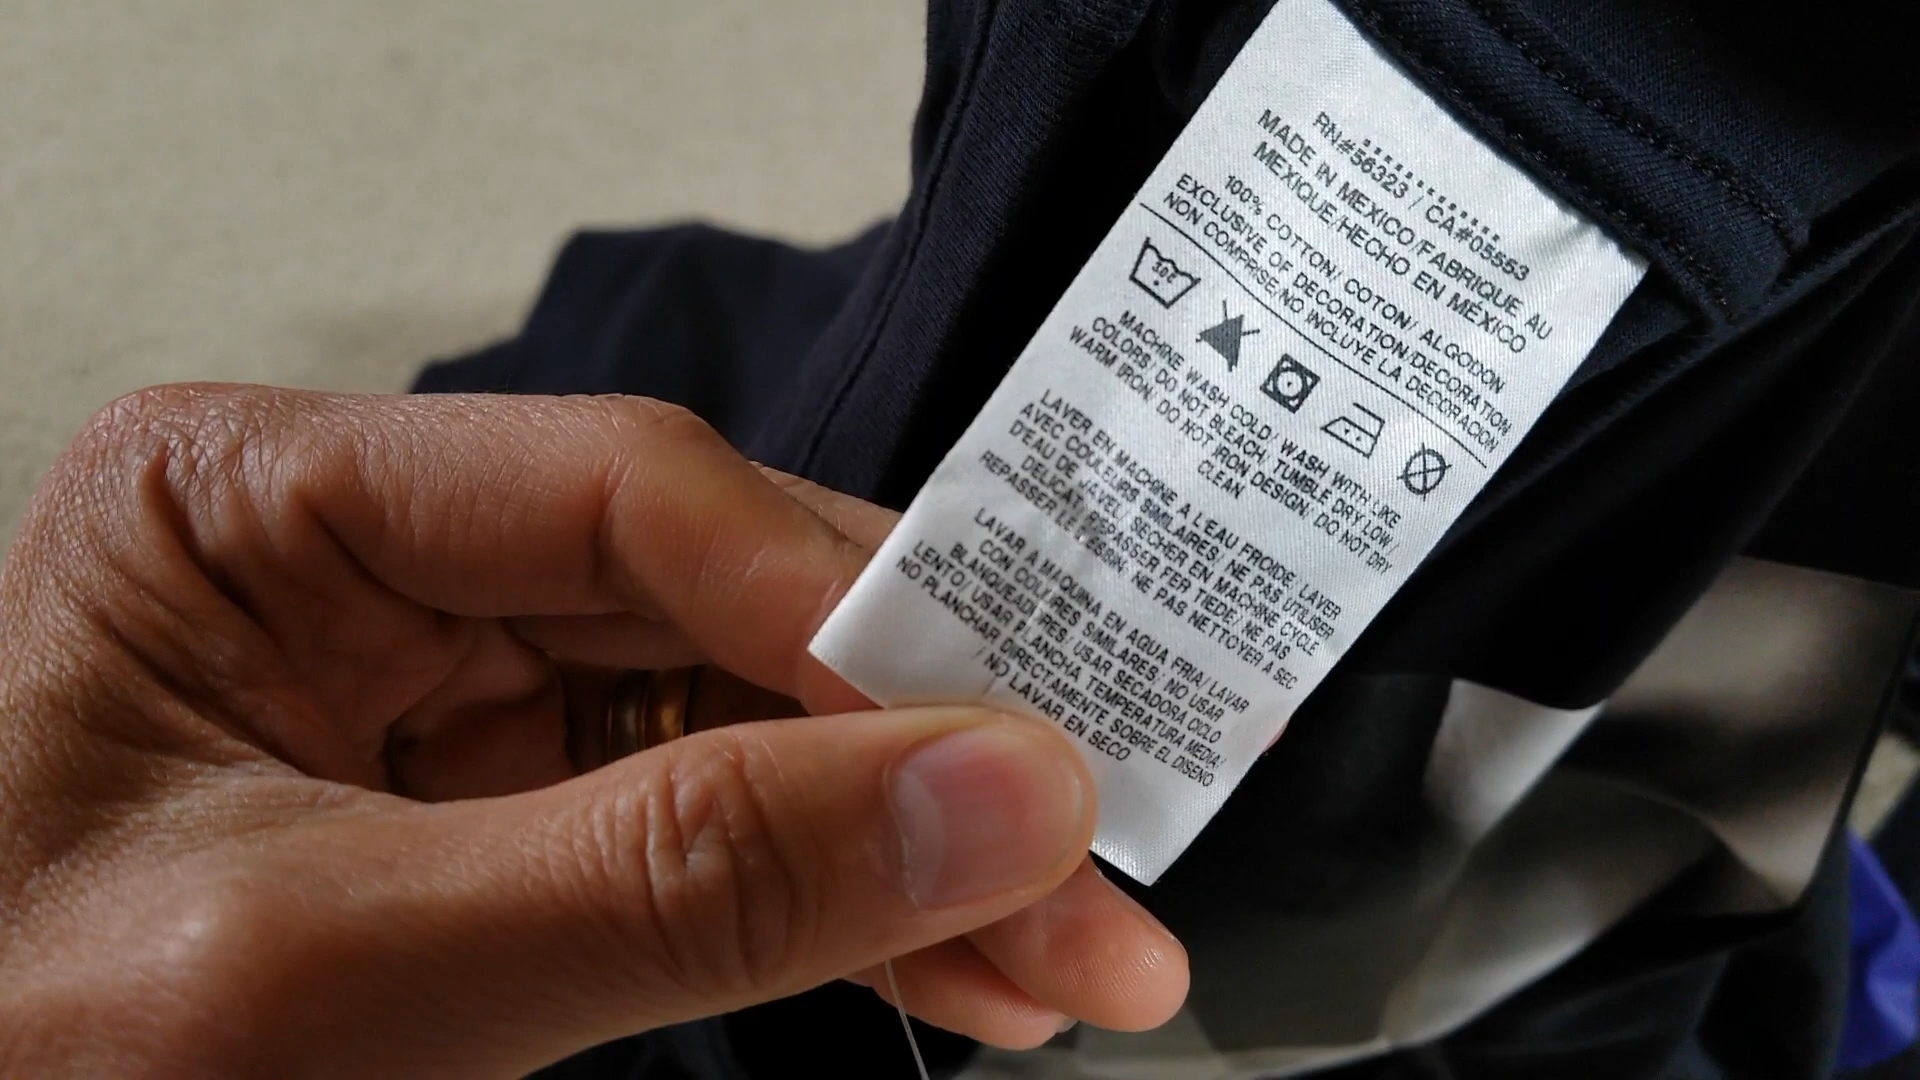 RN#56323 / CA#05553
MADE IN MEXICO/FABRIQUE AU
MEXIQUE/HECHO EN MÉXICO
100% COTTON/ COTON/ ALGODON
EXCLUSIVE OF DECORATION/DECORATION
NON COMPRISE/NO INCLUYE LA DECORACION
30C
MACHINE WASH COLD/ WASH WITH LIKE
COLORS/ DO NOT BLEACH, TUMBLE DRY LOW/
WARM IRON/ DO NOT IRON DESIGN/ DO NOT DRY
CLEAN
LAVER EN MACHINE A L'EAU FROIDE/ LAVER
AVEC COULEURS SIMILAIRES/ NE PAS UTILISER
D'EAU DE JAVEL, SECHER EN MACHINE CYCLE
DELICAT/ REPASSER FER TIEDE/ NE PAS
REPASSER LE DESSIN/ NE PAS NETTOYER A SEC
LAVAR A MAQUINA EN AGUA FRIA/ LAVAR
CON COLORES SIMILARES/ NO USAR
BLANQUEADORES/ USAR SECADORA CICLO
LENTO/ USAR PLANCHA TEMPERATURA MEDIA/
NO PLANCHAR DIRECTAMENTE SOBRE EL DISENO
/ NO LAVAR EN SECO